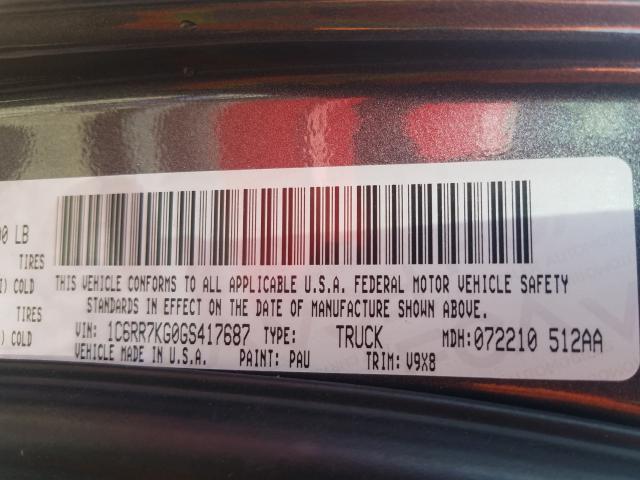 00 LB
TIRES
THIS VEHICLE CONFORMS TO ALL APPLICABLE U.S.A. FEDERAL MOTOR VEHICLE SAFETY
) COLD
STANDARDS IN EFFECT ON THE DATE OF MANUFACTURE SHOWN ABOVE.
TIRES
VIN: 1C6RR7KG0GS417687 TYPE: TRUCK MDH:072210 512AA
) COLD
VEHICLE MADE IN U.S.A. PAINT: PAU TRIM: V9X8